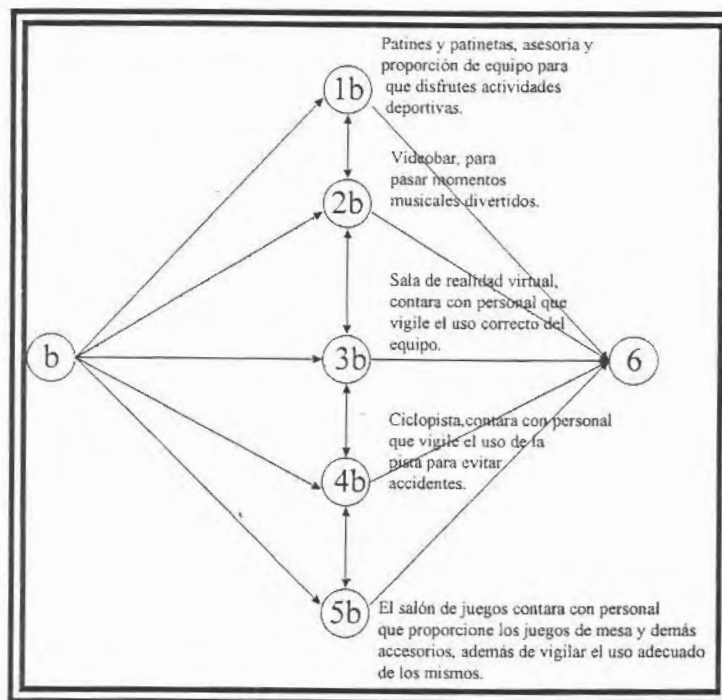 Patines y patinetas, asesoria y
proporción de equipo para
que disfrutes actividades
deportivas.
1b
Videobar, para
pasar momentos
musicales divertidos.
2b
Sala de realidad virtual,
contara con personal que
vigile el uso correcto del
equipo.
b
3b
6
Ciclopista,contara con personal
que vigile el uso de la
pista para evitar
accidentes.
4b
5b
El salón de juegos contara con personal
que proporcione los juegos de mesa y demás
accesorios, además de vigilar el uso adecuado
de los mismos.